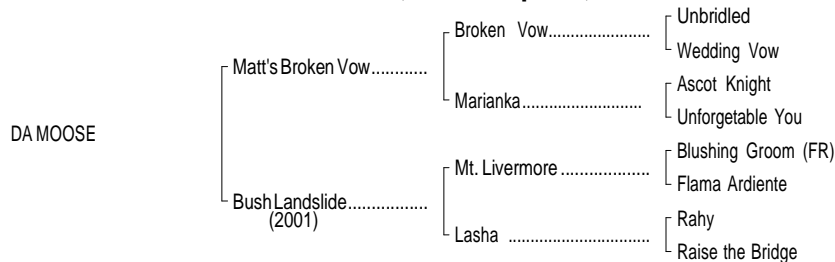 Unbridled
Broken Vow......................
Wedding Vow
Matt's Broken Vow............
Ascot Knight
Marianka..........................
Unforgetable You
DA MOOSE
Blushing Groom (FR)
Mt. Livermore ...................
Flama Ardiente
Bush Landslide.................
(2001)
Rahy
Lasha ..............................
Raise the Bridge